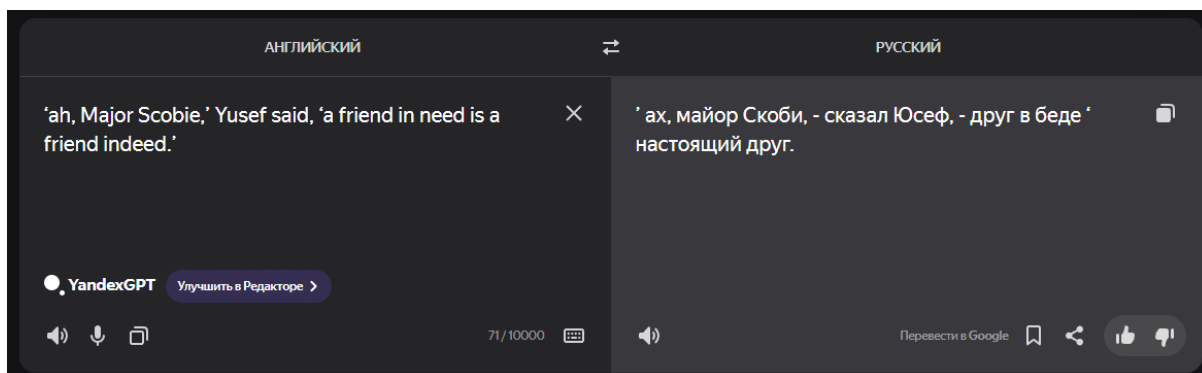 АНГЛИЙСКИЙ
РУССКИЙ
‘ah, Major Scobie,’ Yusef said, ‘a friend in need is a
friend indeed.’
’ ах, майор Скоби, - сказал Юсеф, - друг в беде ‘
настоящий друг.
YandexGPT
Улучшить в Редакторе >
71/10000
Перевести в Google